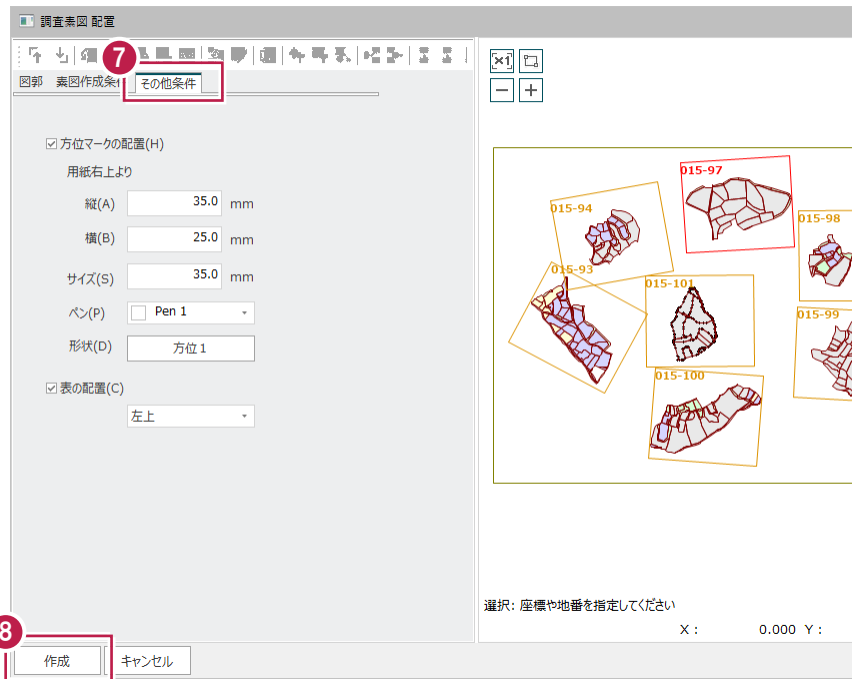 調査素図 配置
7
図郭 素図作成条件 その他条件
方位マークの配置(H)
用紙右上より
縦(A) 35.0 mm
横(B) 25.0 mm
サイズ(S) 35.0 mm
ペン(P) Pen 1
形状(D) 方位1
表の配置(C)
左上
×1
015-97
015-94
015-98
015-93
015-101
015-99
015-100
選択: 座標や地番を指定してください
X : 0.000 Y :
8
作成 キャンセル